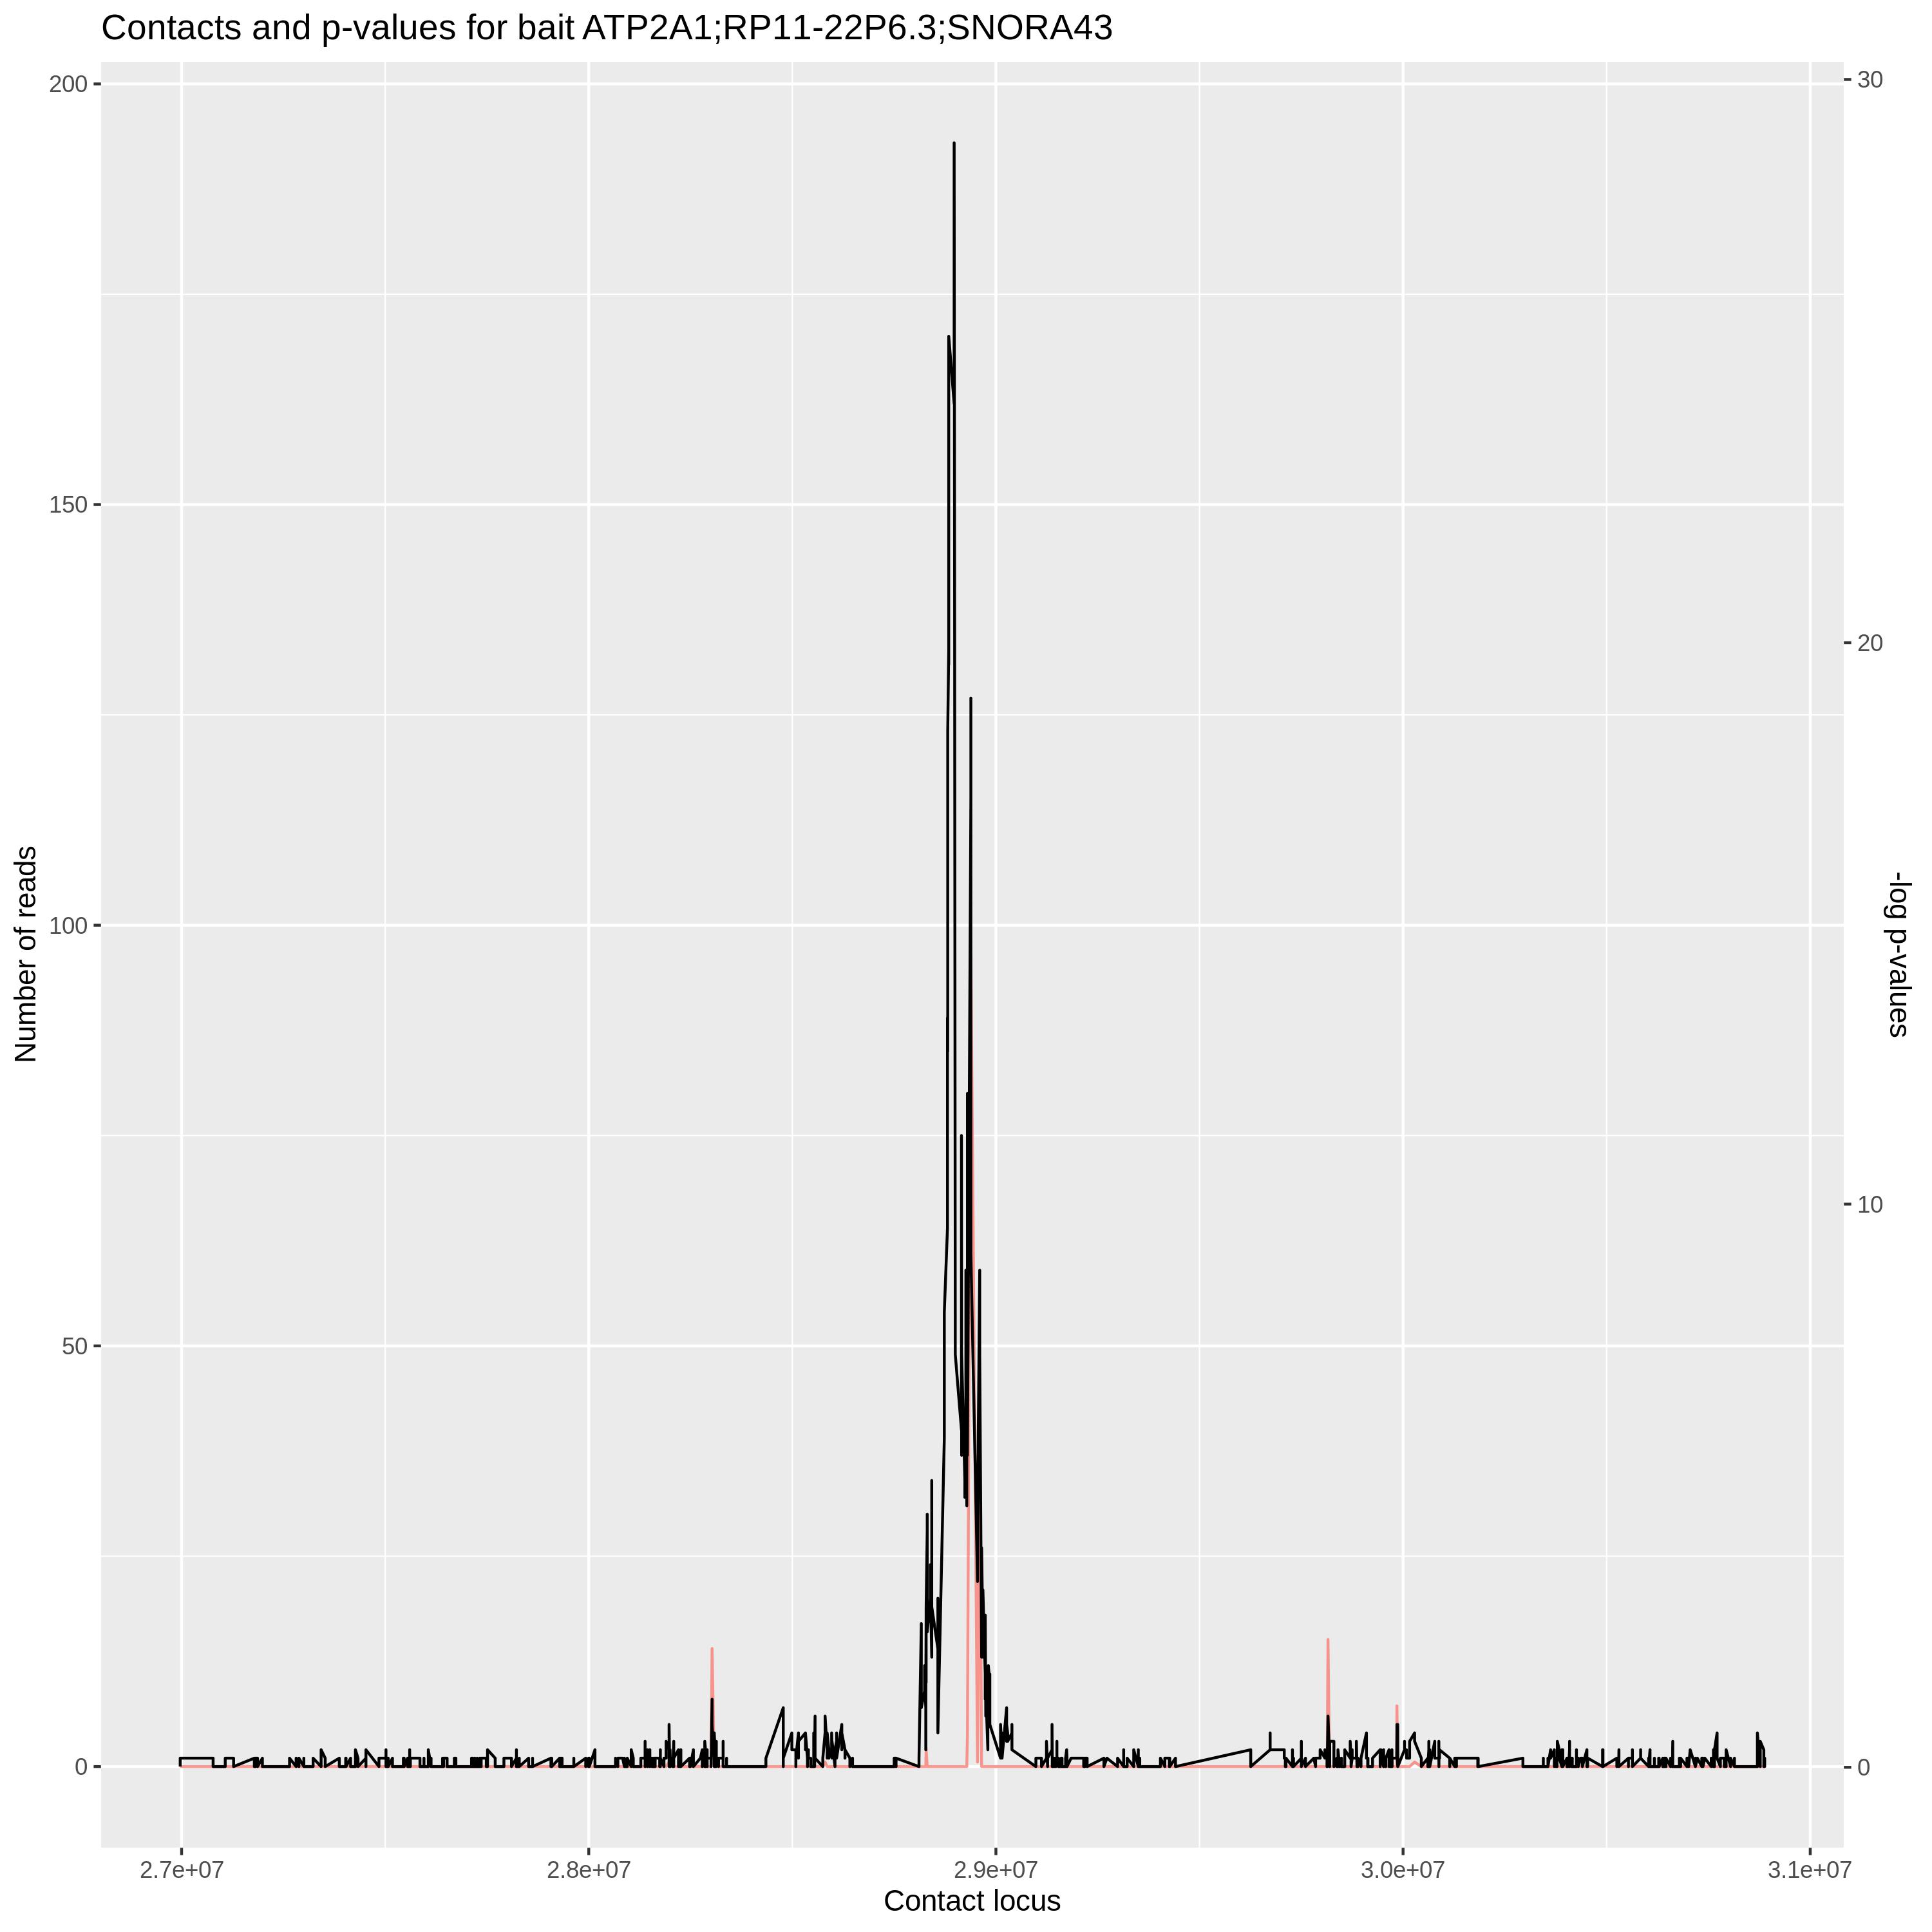 Contacts and p-values for bait ATP2A1;RP11-22P6.3;SNORA43
200
150
100
50
0
Number of reads
30
20
10
0
-log p-values
2.7e+07
2.8e+07
2.9e+07
3.0e+07
3.1e+07
Contact locus